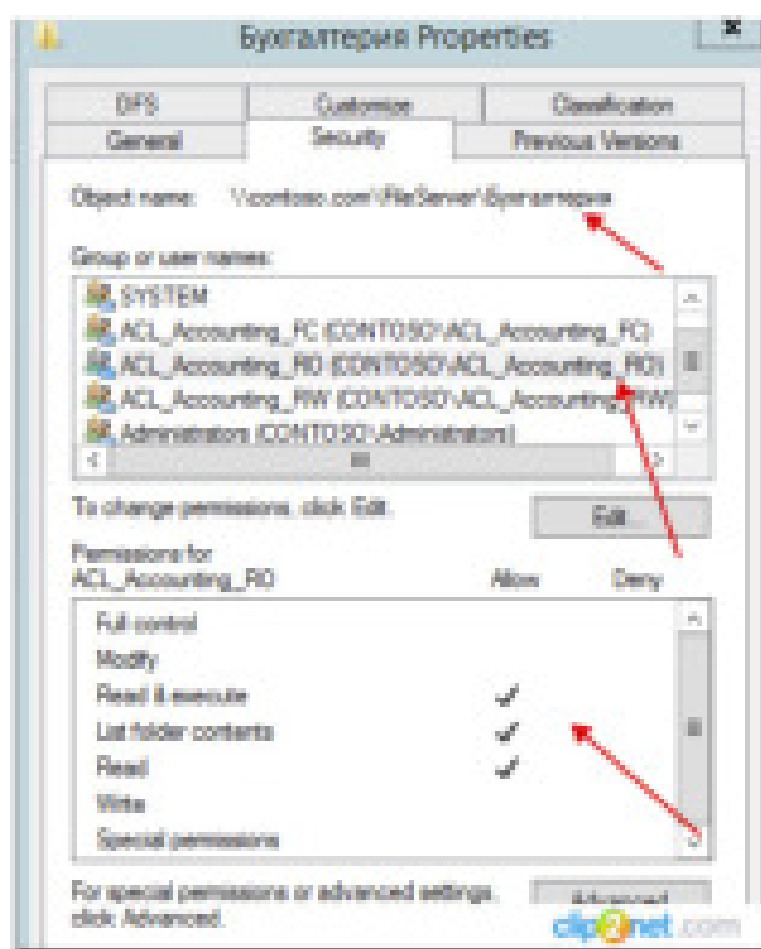 Бухгалтерия Properties
DFS Customize Classification
General Security Previous Versions
Object name: \\contoso.com\FileServer\Бухгалтерия
Group or user names:
SYSTEM
ACL_Accounting_FC (CONTOSO\ACL_Accounting_FC)
ACL_Accounting_RO (CONTOSO\ACL_Accounting_RO)
ACL_Accounting_RW (CONTOSO\ACL_Accounting_RW)
Administrators (CONTOSO\Administrators)
To change permissions, click Edit. Edit...
Permissions for
ACL_Accounting_RO Allow Deny
Full control
Modify
Read & execute
List folder contents
Read
Write
Special permissions
For special permissions or advanced settings, Advanced
click Advanced.
clip2net.com